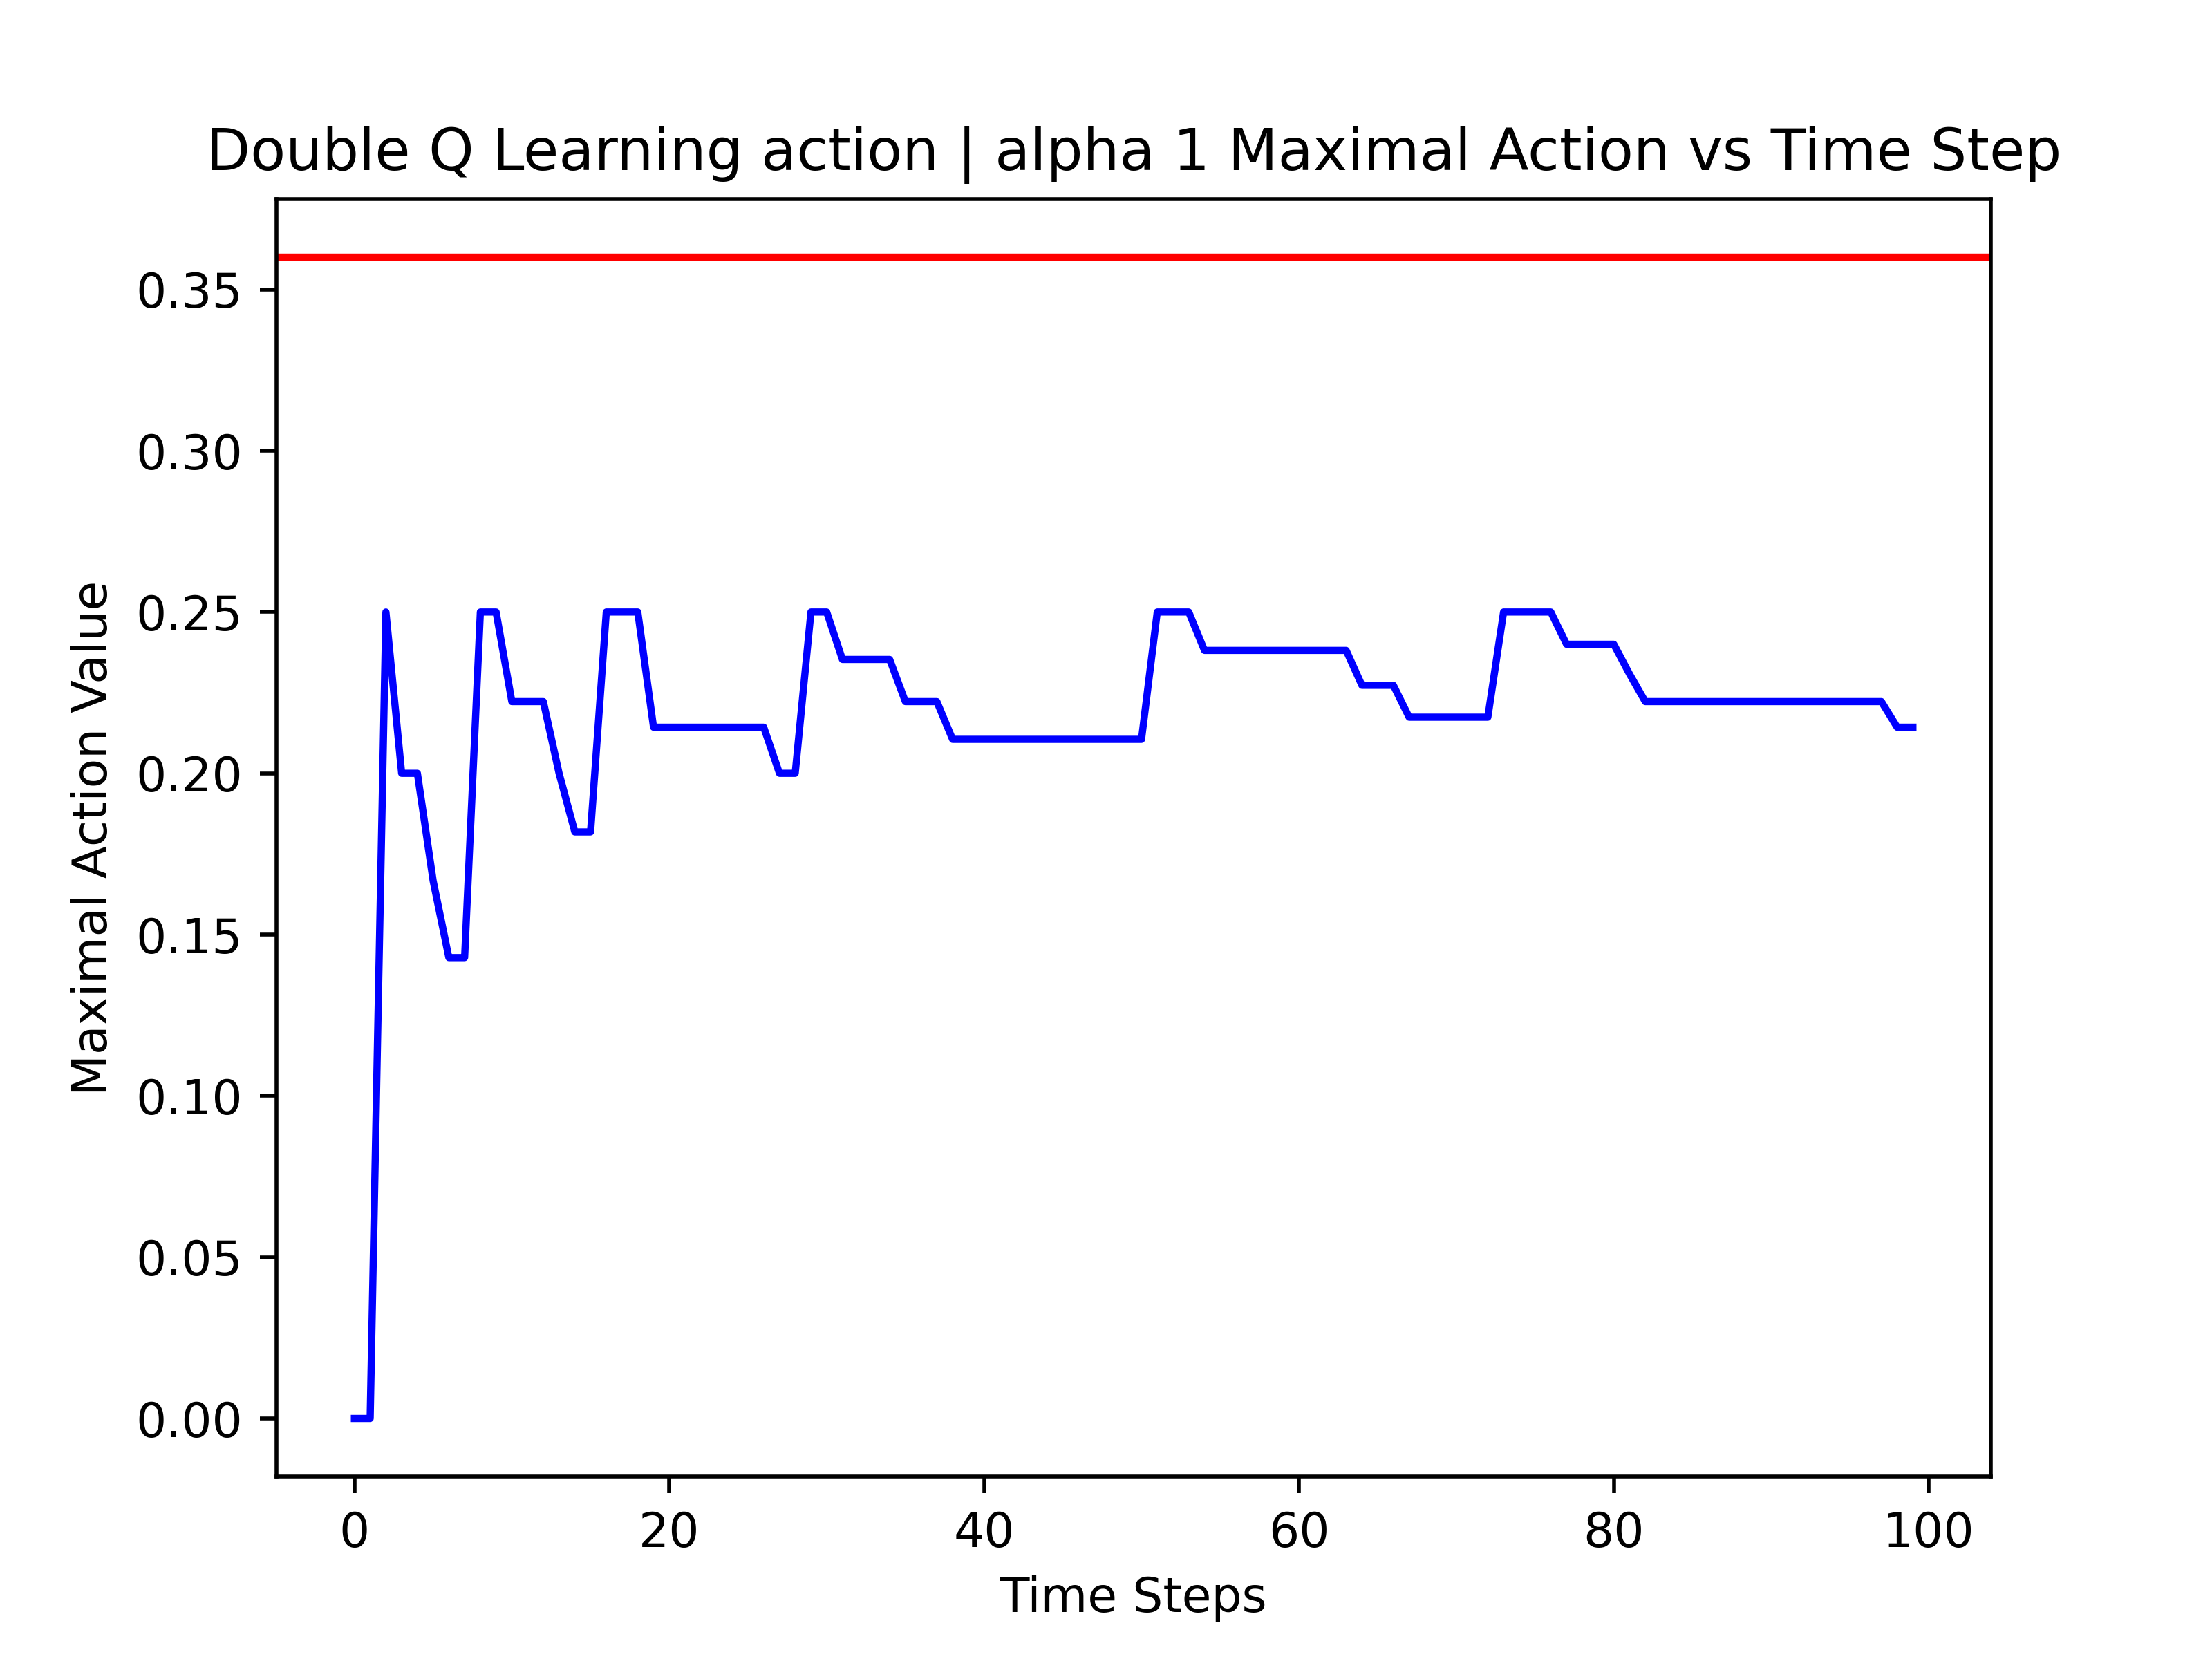 Double Q Learning action | alpha 1 Maximal Action vs Time Step
Maximal Action Value
0.35
0.30
0.25
0.20
0.15
0.10
0.05
0.00
0 20 40 60 80 100
Time Steps